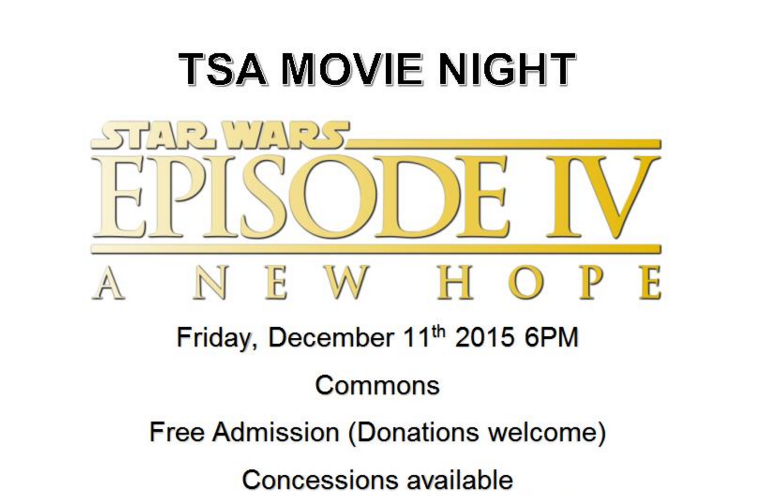 TSA MOVIE NIGHT
STAR WARS
EPISODE IV
A NEW HOPE
Friday, December 11th 2015 6PM
Commons
Free Admission (Donations welcome)
Concessions available